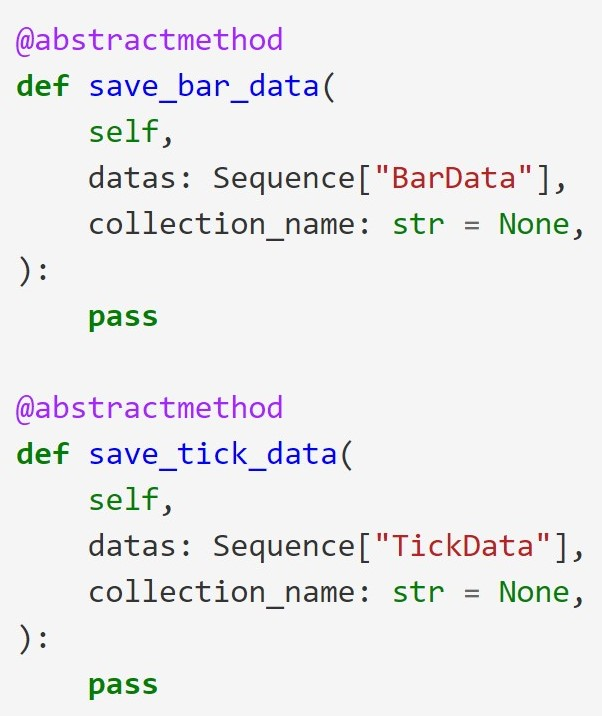 @abstractmethod
def save_bar_data(
    self,
    datas: Sequence["BarData"],
    collection_name: str = None,
):
    pass

@abstractmethod
def save_tick_data(
    self,
    datas: Sequence["TickData"],
    collection_name: str = None,
):
    pass